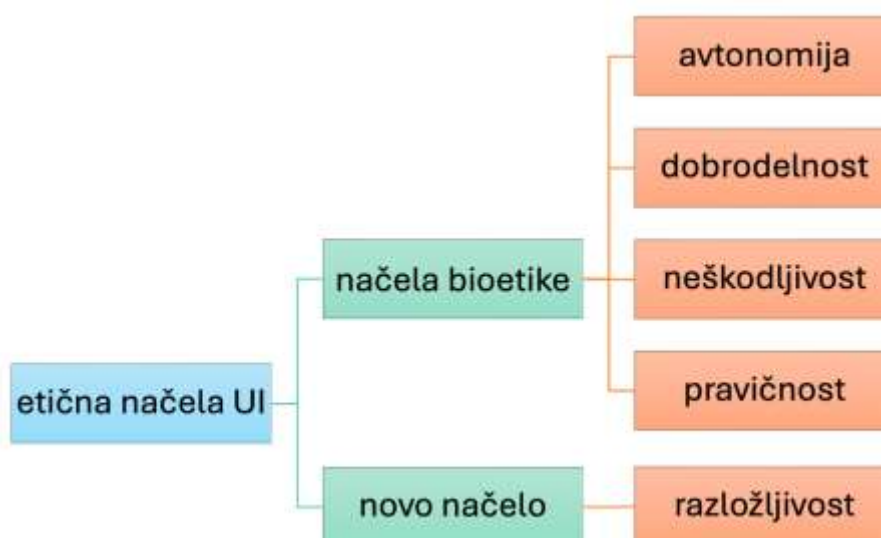 etična načela UI
načela bioetike
avtonomija
dobrodelnost
neškodljivost
pravičnost
novo načelo
razložljivost